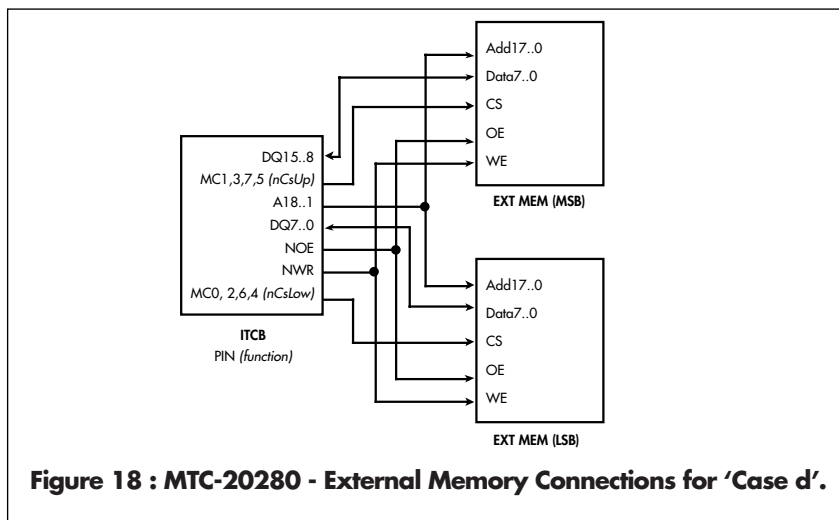 Add17..0
Data7..0
CS
OE
WE
EXT MEM (MSB)
DQ15..8
MC1,3,7,5 (nCsUp)
A18..1
DQ7..0
NOE
NWR
MC0, 2,6,4 (nCsLow)
ITCB
PIN (function)
Add17..0
Data7..0
CS
OE
WE
EXT MEM (LSB)
Figure 18 : MTC-20280 - External Memory Connections for ‘Case d’.